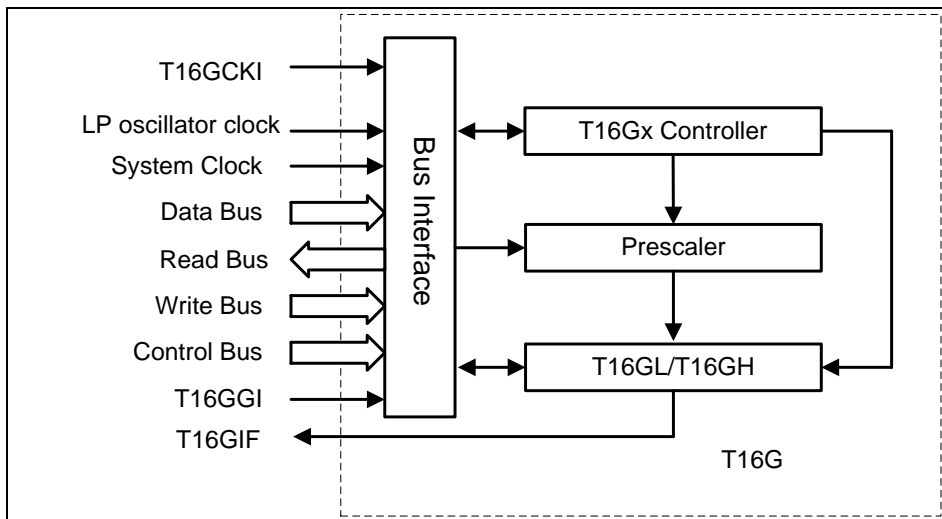 T16GCKI
LP oscillator clock
System Clock
Data Bus
Read Bus
Write Bus
Control Bus
T16GGI
T16GIF
Bus Interface
T16Gx Controller
Prescaler
T16GL/T16GH
T16G